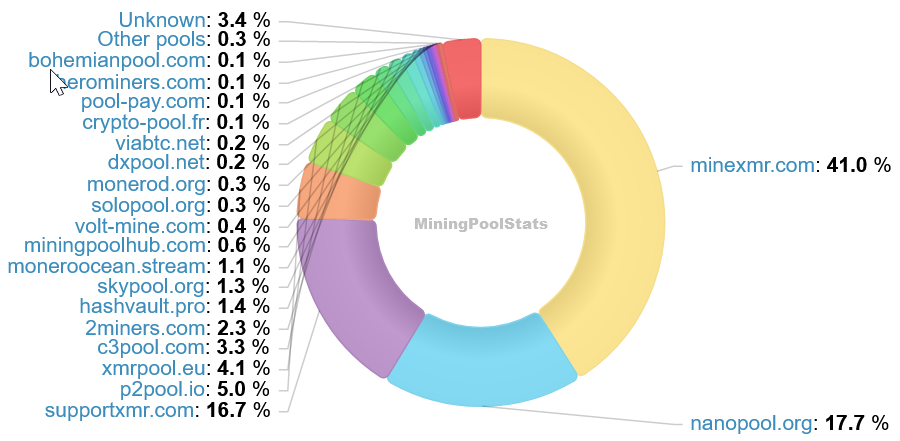 Unknown: 3.4 %
Other pools: 0.3 %
bohemianpool.com: 0.1 %
herominers.com: 0.1 %
pool-pay.com: 0.1 %
crypto-pool.fr: 0.1 %
viabtc.net: 0.2 %
dxpool.net: 0.2 %
monerod.org: 0.3 %
solopool.org: 0.3 %
volt-mine.com: 0.4 %
miningpoolhub.com: 0.6 %
moneroocean.stream: 1.1 %
skypool.org: 1.3 %
hashvault.pro: 1.4 %
2miners.com: 2.3 %
c3pool.com: 3.3 %
xmrpool.eu: 4.1 %
p2pool.io: 5.0 %
supportxmr.com: 16.7 %
MiningPoolStats
minexmr.com: 41.0 %
nanopool.org: 17.7 %